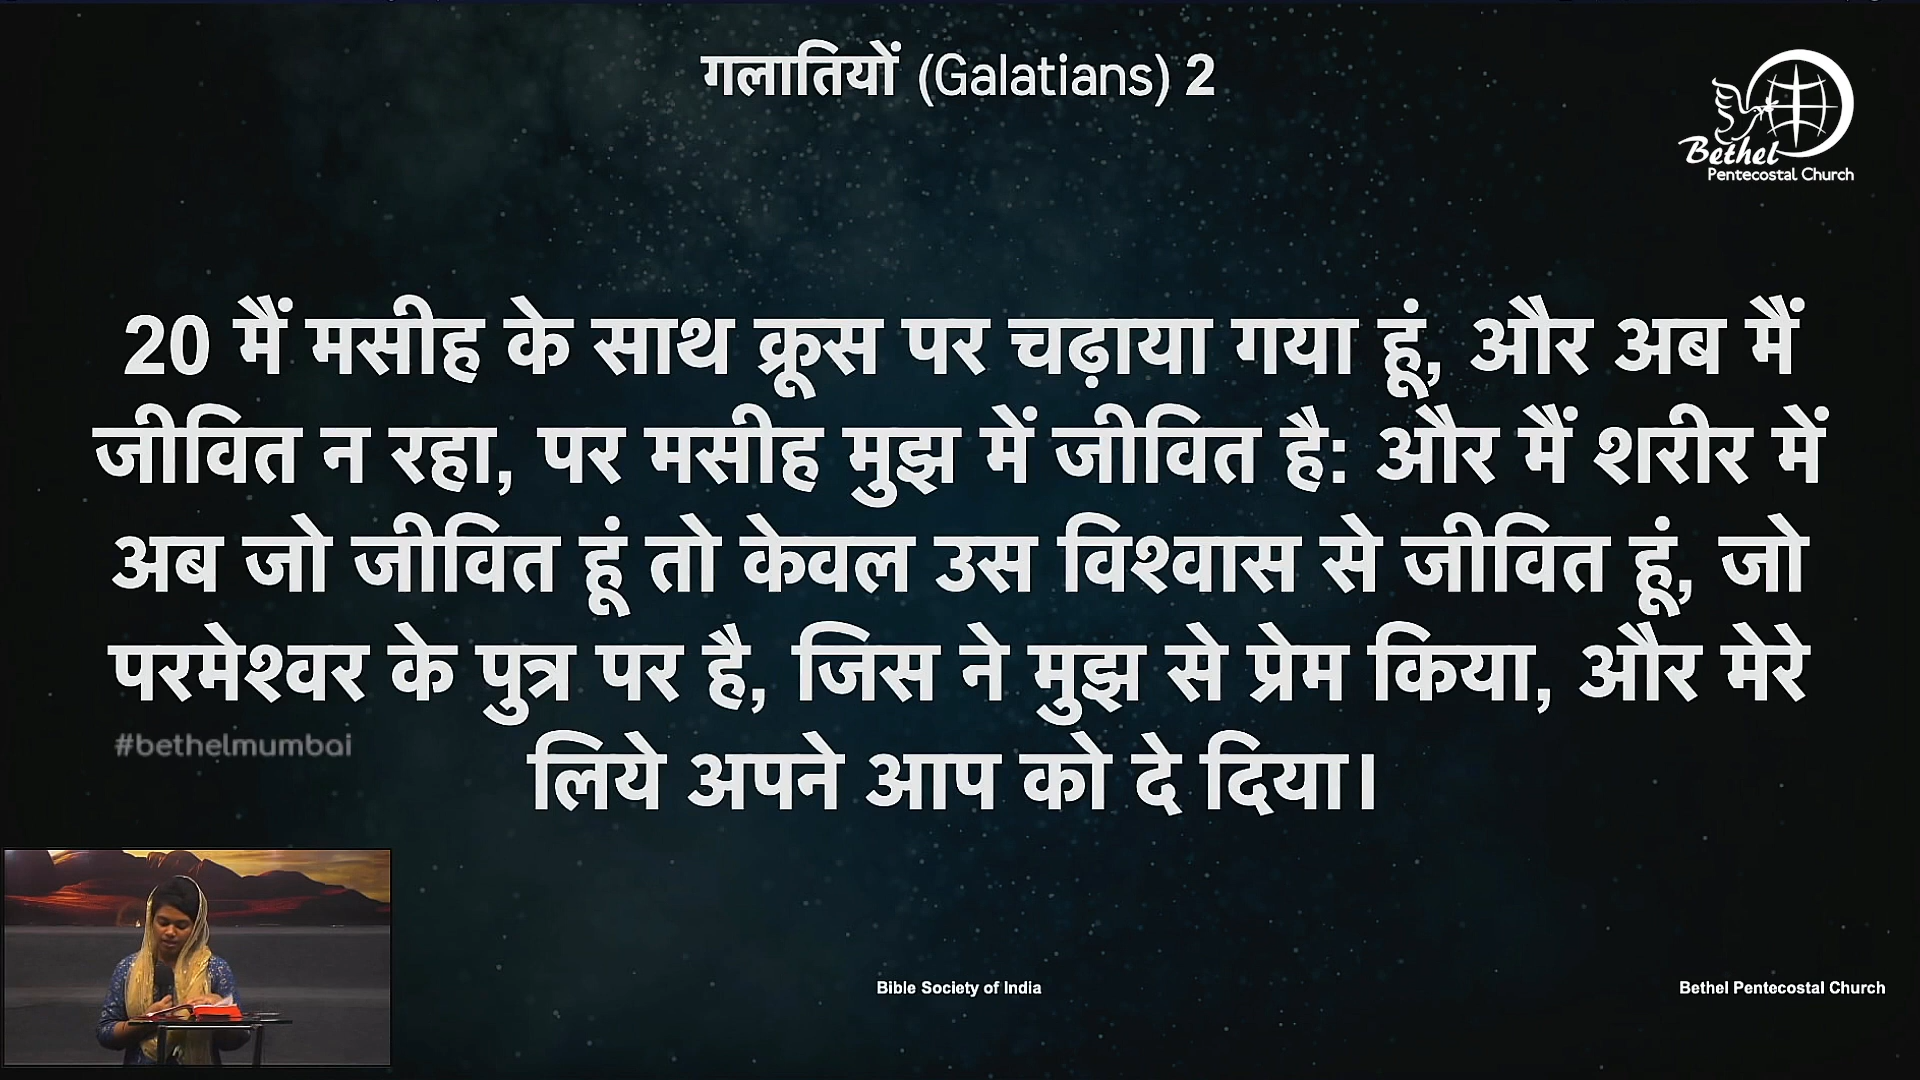 गलातियों (Galatians) 2
Bethel
Pentecostal Church
20 मैं मसीह के साथ क्रूस पर चढ़ाया गया हूं, और अब मैं
जीवित न रहा, पर मसीह मुझ में जीवित है: और मैं शरीर में
अब जो जीवित हूं तो केवल उस विश्वास से जीवित हूं, जो
परमेश्वर के पुत्र पर है, जिस ने मुझ से प्रेम किया, और मेरे
लिये अपने आप को दे दिया।
#bethelmumbai
Bible Society of India
Bethel Pentecostal Church